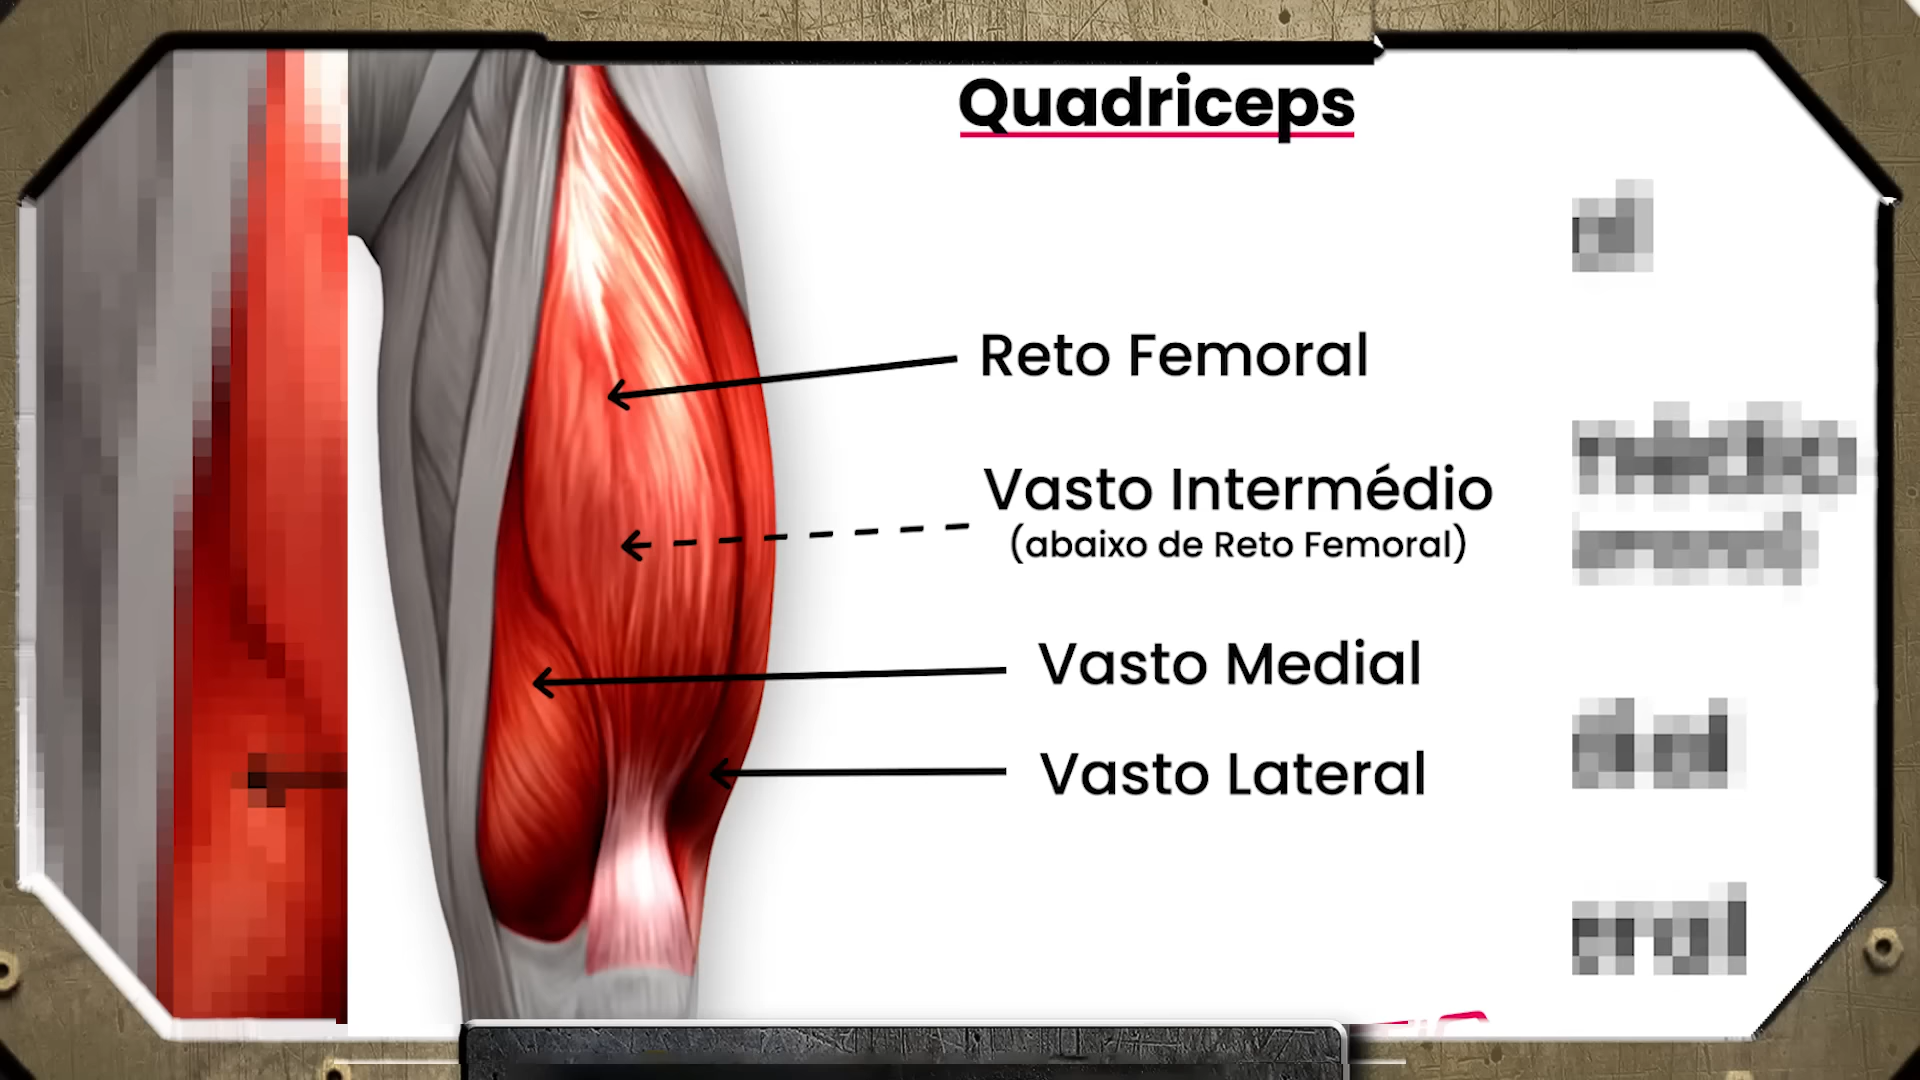 Quadriceps
Reto Femoral
Vasto Intermédio
(abaixo de Reto Femoral)
Vasto Medial
Vasto Lateral